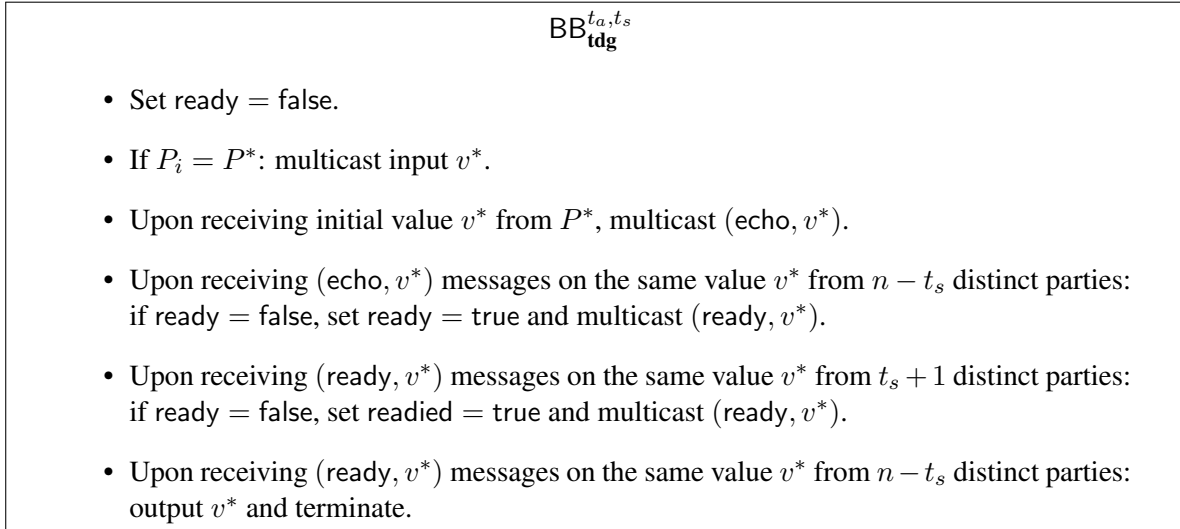 BB^{t_a,t_s}_{tdg}
• Set ready = false.
• If P_i = P^*: multicast input v^*.
• Upon receiving initial value v^* from P^*, multicast (echo, v^*).
• Upon receiving (echo, v^*) messages on the same value v^* from n − t_s distinct parties:
if ready = false, set ready = true and multicast (ready, v^*).
• Upon receiving (ready, v^*) messages on the same value v^* from t_s + 1 distinct parties:
if ready = false, set readied = true and multicast (ready, v^*).
• Upon receiving (ready, v^*) messages on the same value v^* from n − t_s distinct parties:
output v^* and terminate.